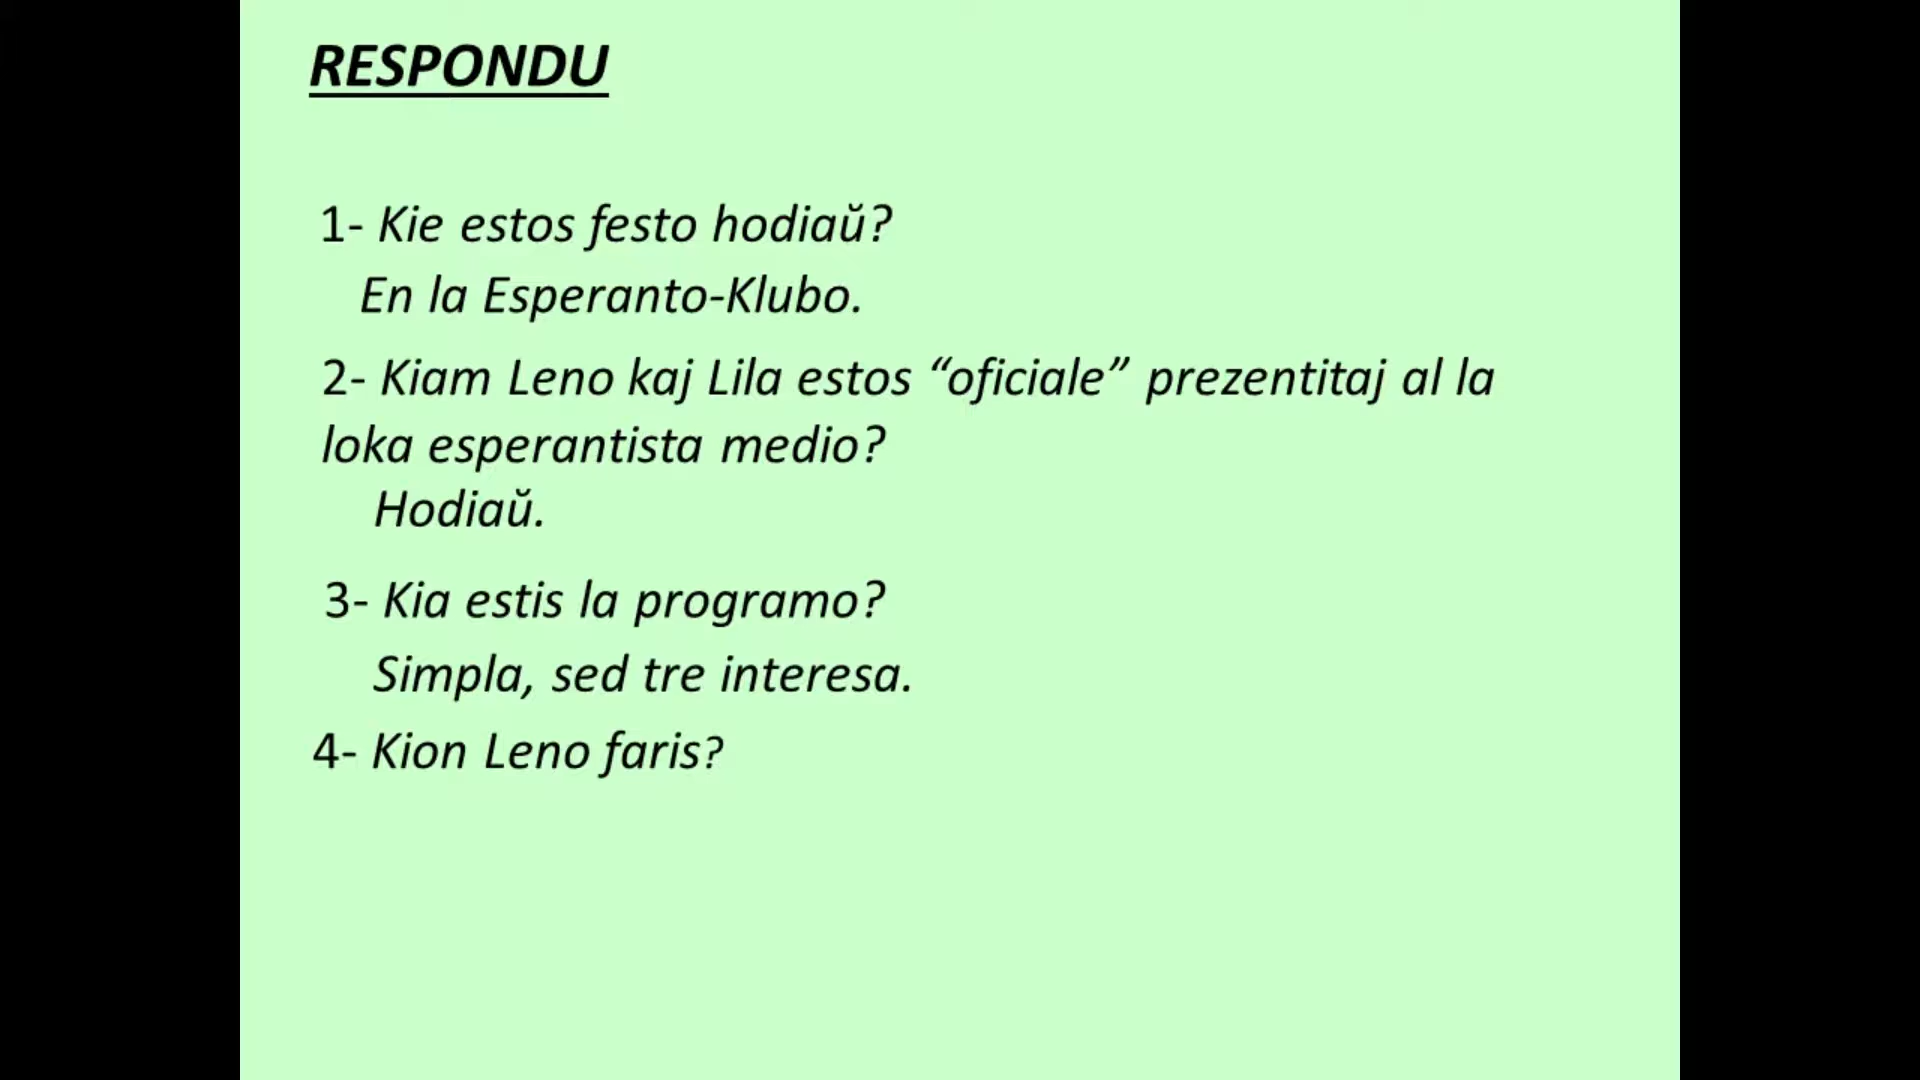 RESPONDU
1- Kie estos festo hodiaŭ?
En la Esperanto-Klubo.
2- Kiam Leno kaj Lila estos “oficiale” prezentitaj al la
loka esperantista medio?
Hodiaŭ.
3- Kia estis la programo?
Simpla, sed tre interesa.
4- Kion Leno faris?